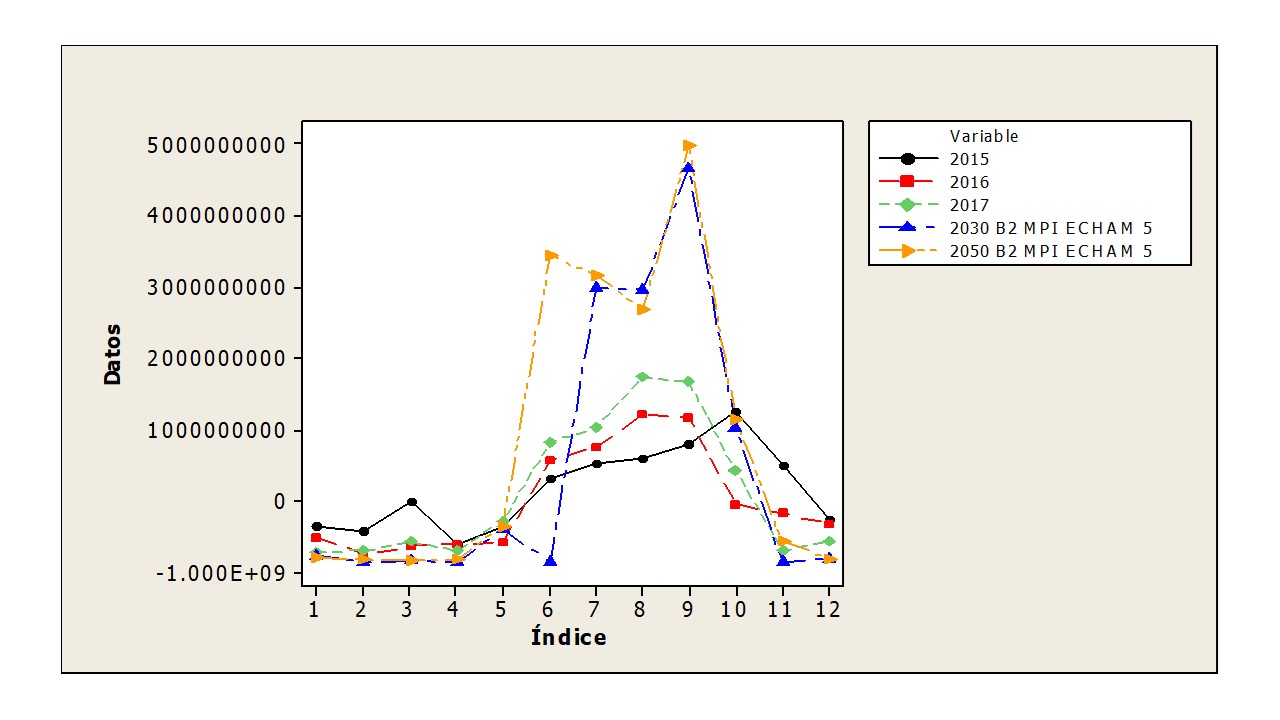 5000000000
4000000000
3000000000
2000000000
1000000000
0
-1.000E+09
Datos
1 2 3 4 5 6 7 8 9 10 11 12
Índice
Variable
2015
2016
2017
2030 B2 MPI ECHAM 5
2050 B2 MPI ECHAM 5